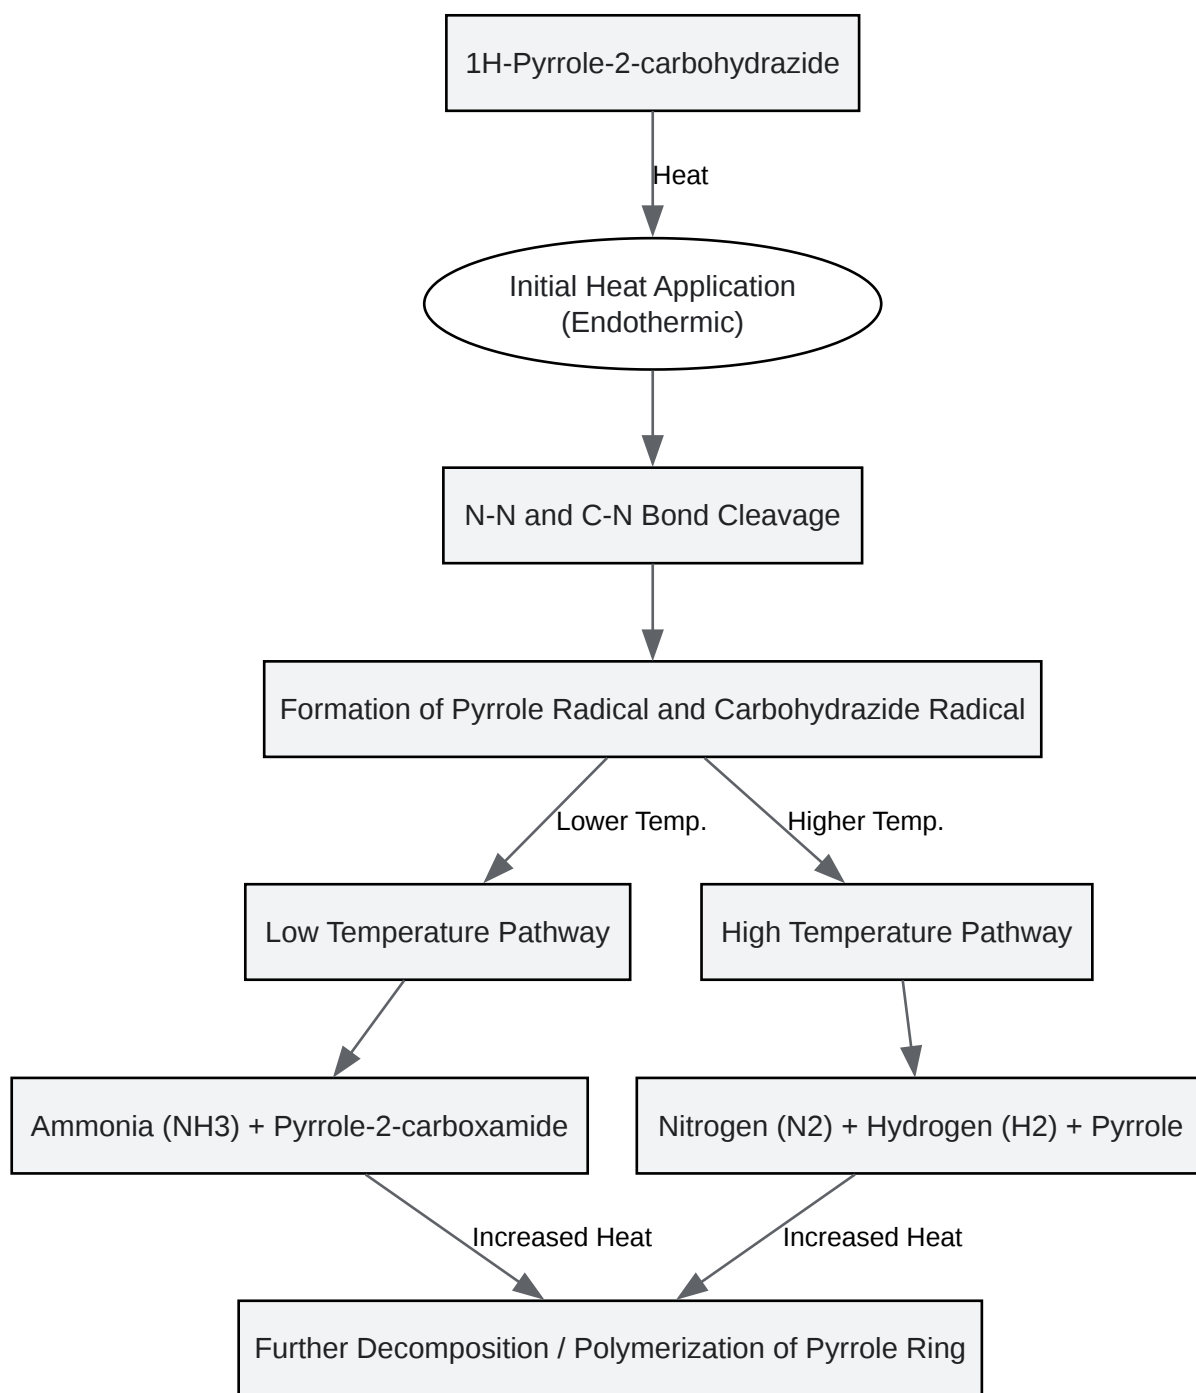 1H-Pyrrole-2-carbohydrazide
Heat
Initial Heat Application
(Endothermic)
N-N and C-N Bond Cleavage
Formation of Pyrrole Radical and Carbohydrazide Radical
Lower Temp.
Higher Temp.
Low Temperature Pathway
High Temperature Pathway
Ammonia (NH3) + Pyrrole-2-carboxamide
Nitrogen (N2) + Hydrogen (H2) + Pyrrole
Increased Heat
Increased Heat
Further Decomposition / Polymerization of Pyrrole Ring